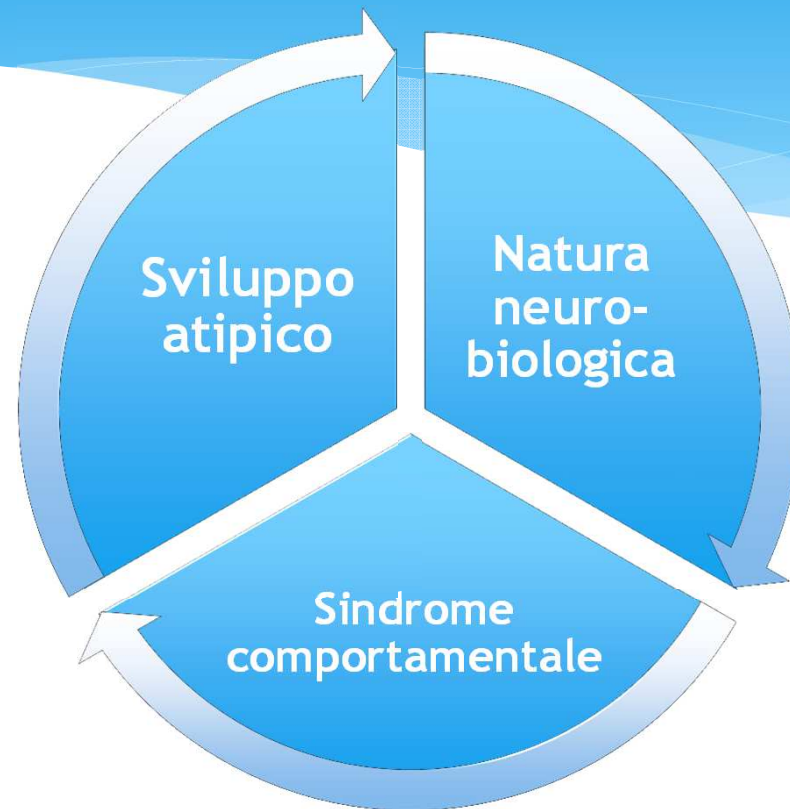 Sviluppo
atipico
Natura
neuro-
biologica
Sindrome
comportamentale